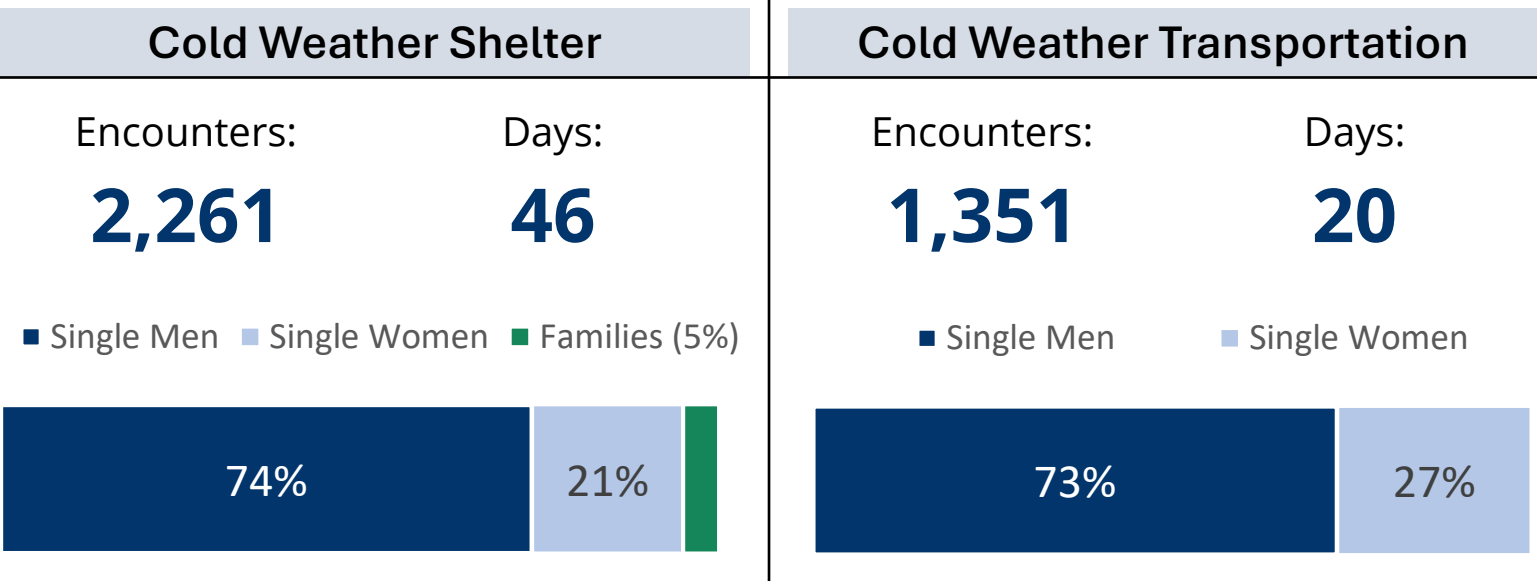 Cold Weather Shelter
Encounters: Days:
2,261 46
Single Men Single Women Families (5%)
74% 21%
Cold Weather Transportation
Encounters: Days:
1,351 20
Single Men Single Women
73% 27%